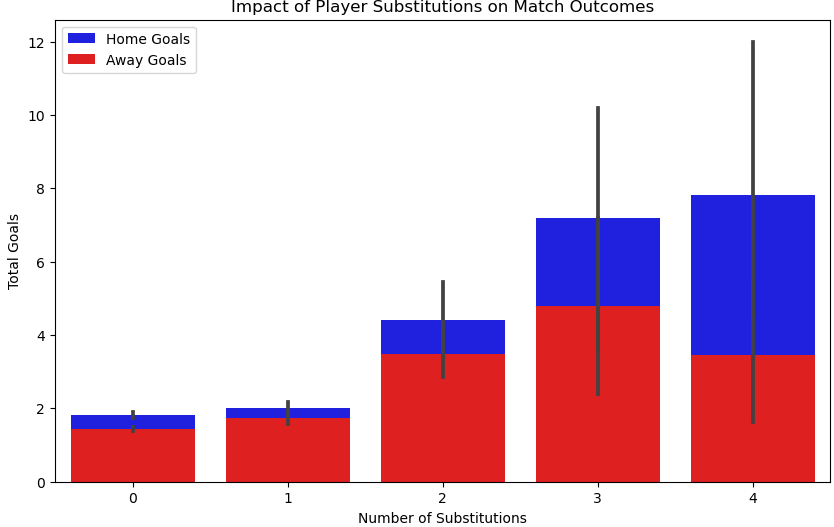 Impact of Player Substitutions on Match Outcomes
Home Goals
Away Goals
12
10
8
6
4
2
0
Total Goals
0 1 2 3 4
Number of Substitutions